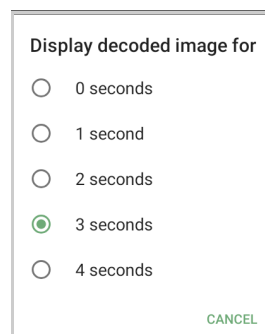 Display decoded image for
0 seconds
1 second
2 seconds
3 seconds
4 seconds
CANCEL